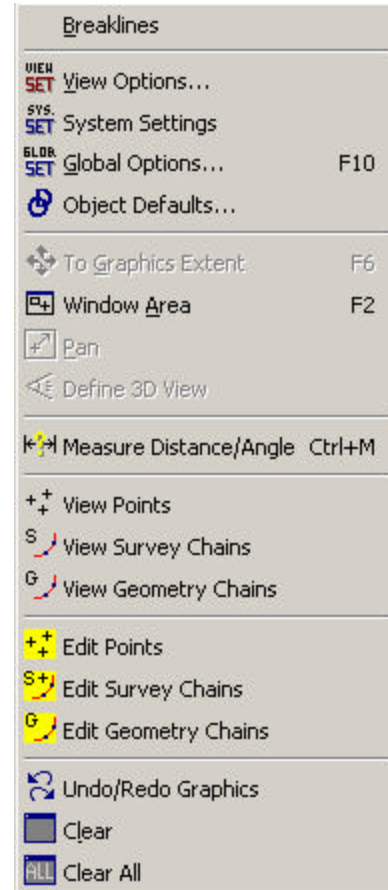 Breaklines
VIEW
SET View Options...
SYS.
SET System Settings
GLOB.
SET Global Options... F10
Object Defaults...
To Graphics Extent F6
Window Area F2
Pan
Define 3D View
Measure Distance/Angle Ctrl+M
View Points
S View Survey Chains
G View Geometry Chains
Edit Points
S Edit Survey Chains
G Edit Geometry Chains
Undo/Redo Graphics
Clear
ALL Clear All